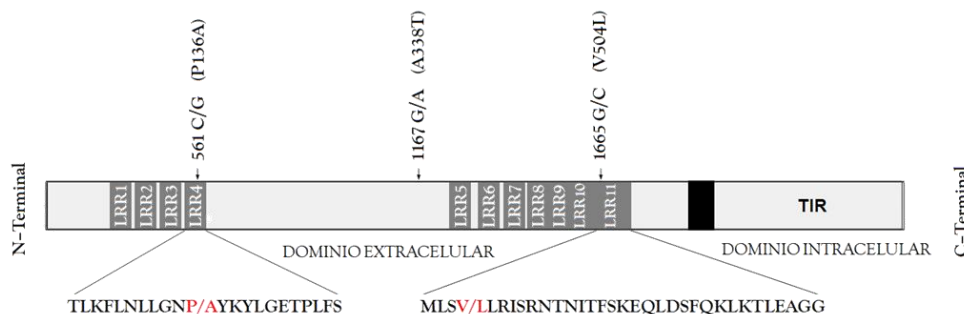 561 C/G (P136A)
1167 G/A (A338T)
1665 G/C (V504L)
N-Terminal
LRR1
LRR2
LRR3
LRR4
LRR5
LRR6
LRR7
LRR8
LRR9
LRR10
LRR11
TIR
C-Terminal
DOMINIO EXTRACELULAR
DOMINIO INTRACELULAR
TLKFLNLLGNP/AYKYLGETPLFS
MLSV/LLRISRNTNITFSKEQLDSFQKLKTLEAGG